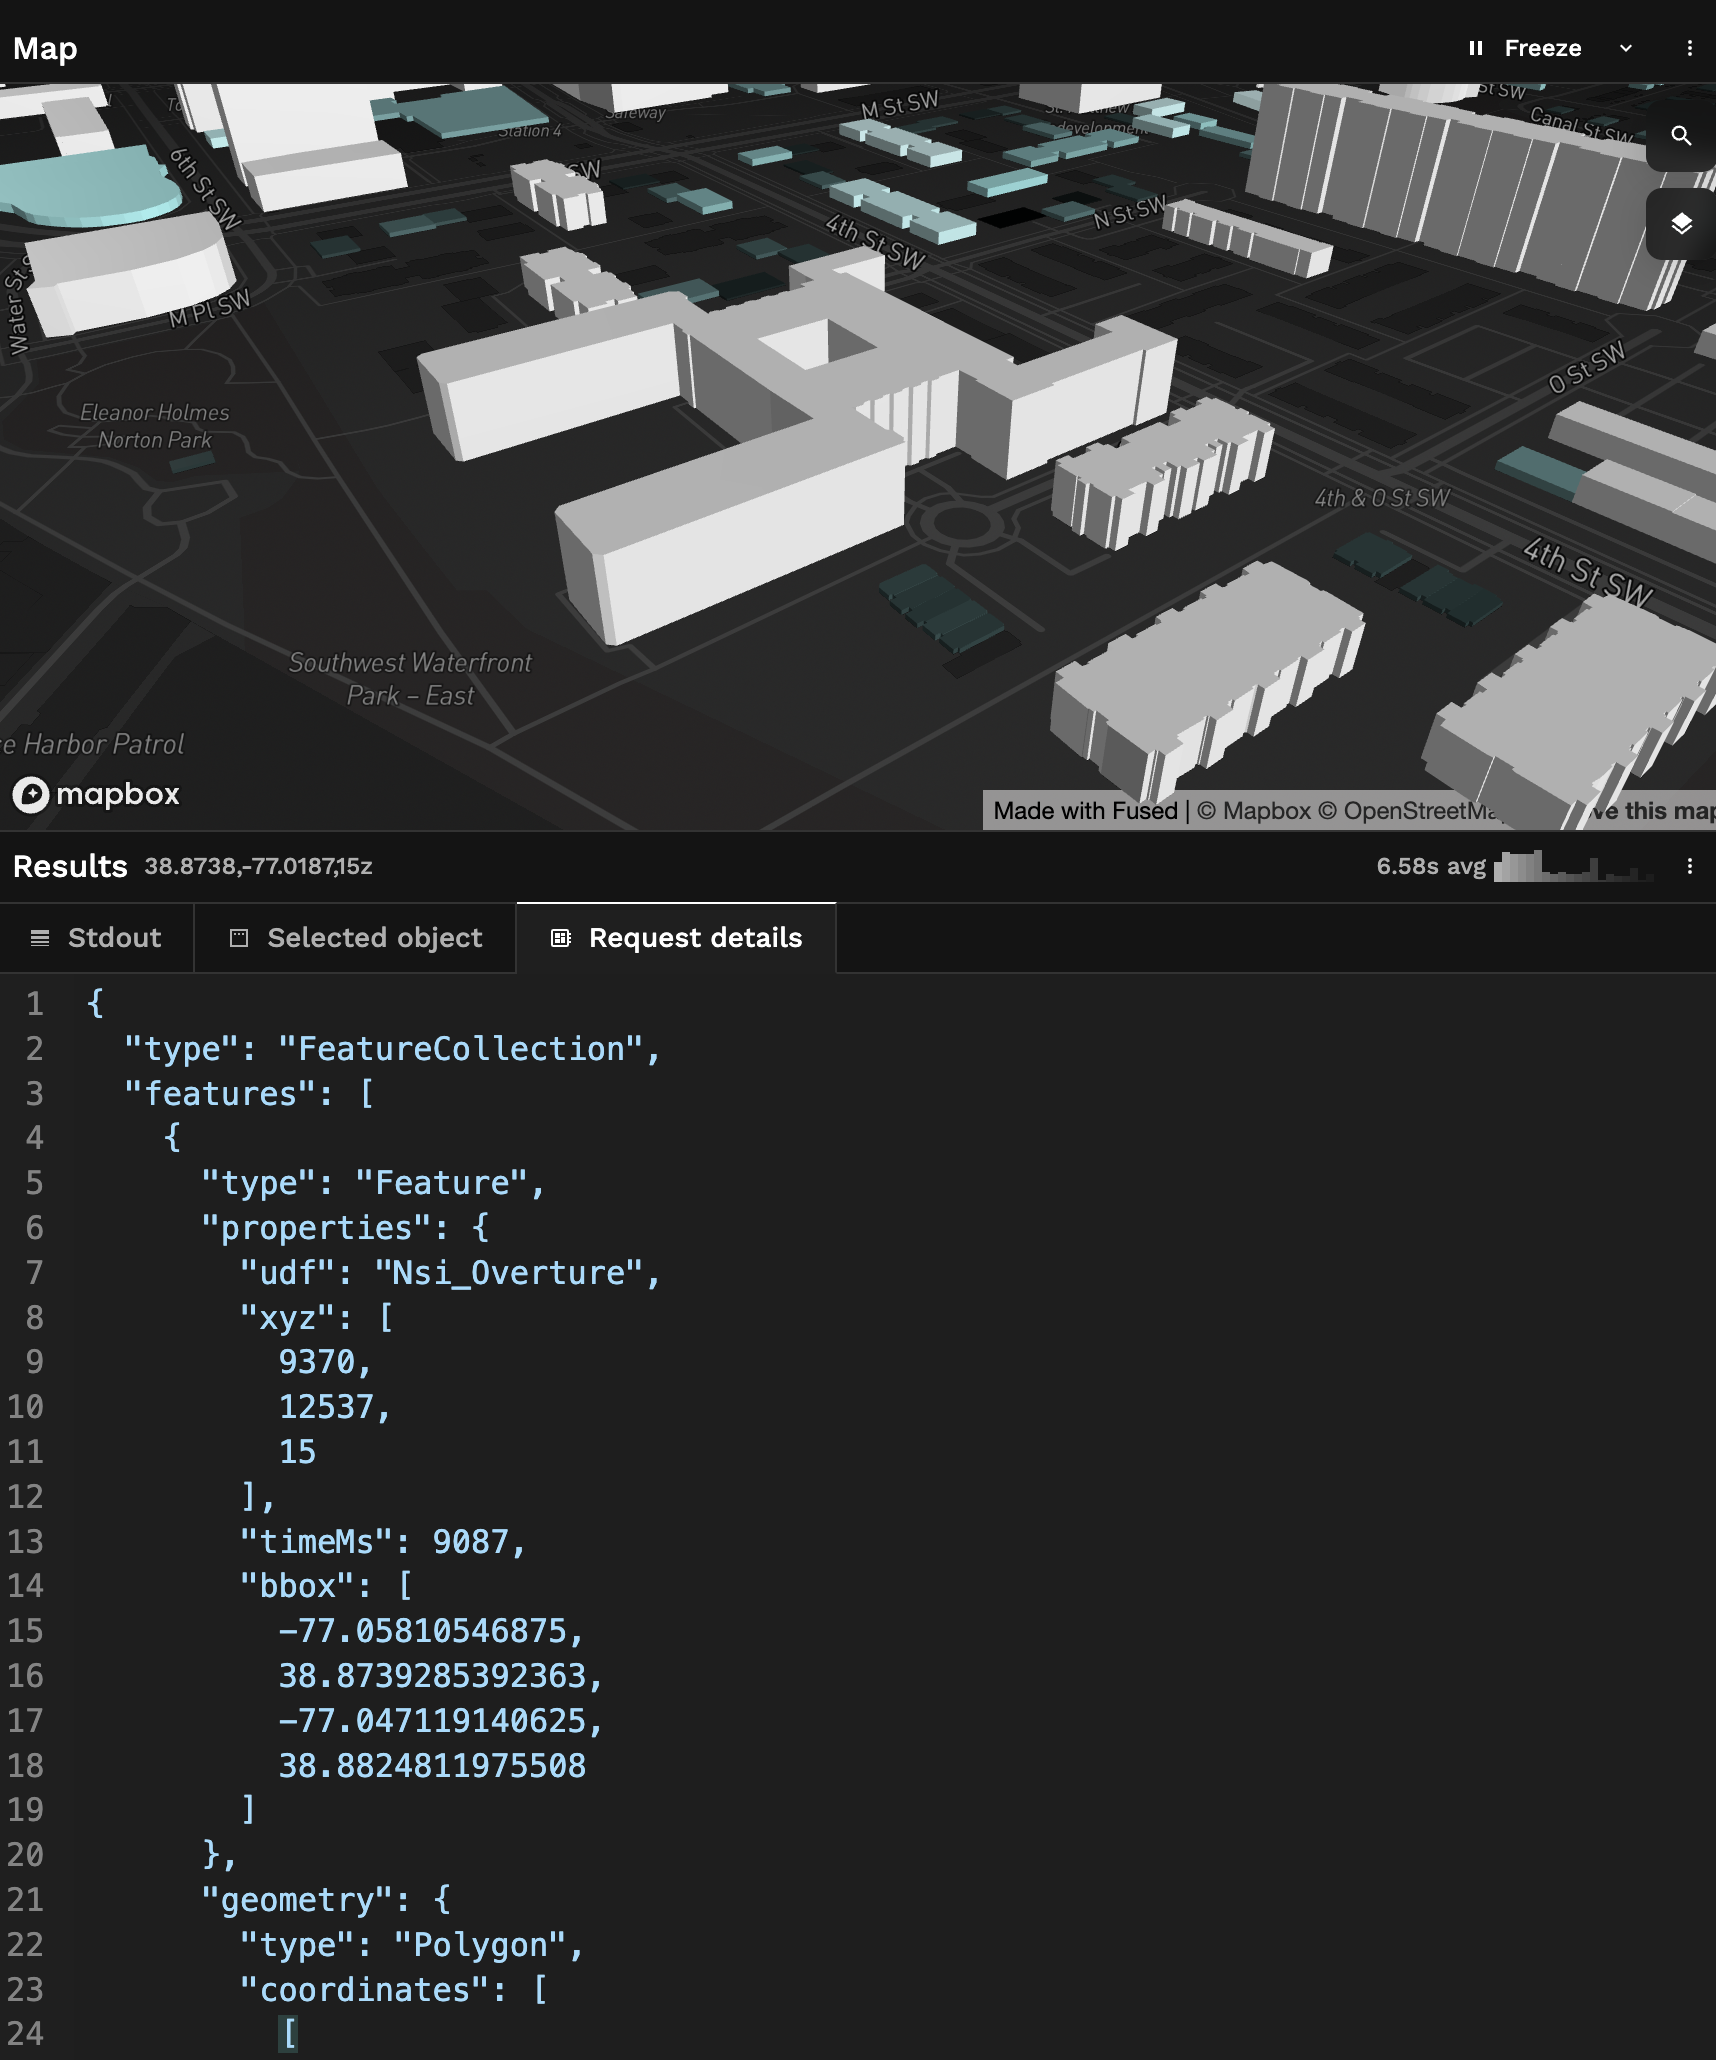 Map
Freeze
Station 4
Safeway
M St SW
development
St SW
Canal St SW
6th St SW
SW
4th St SW
N St SW
Water St
M Pl SW
O St SW
Eleanor Holmes
Norton Park
4th & O St SW
4th St SW
Southwest Waterfront
Park – East
Harbor Patrol
mapbox
Made with Fused | © Mapbox © OpenStreetMa
this map
Results 38.8738,-77.0187,15z
6.58s avg
Stdout
Selected object
Request details
1 {
2 "type": "FeatureCollection",
3 "features": [
4 {
5 "type": "Feature",
6 "properties": {
7 "udf": "Nsi_Overture",
8 "xyz": [
9 9370,
10 12537,
11 15
12 ],
13 "timeMs": 9087,
14 "bbox": [
15 -77.05810546875,
16 38.8739285392363,
17 -77.047119140625,
18 38.8824811975508
19 ]
20 },
21 "geometry": {
22 "type": "Polygon",
23 "coordinates": [
24 [